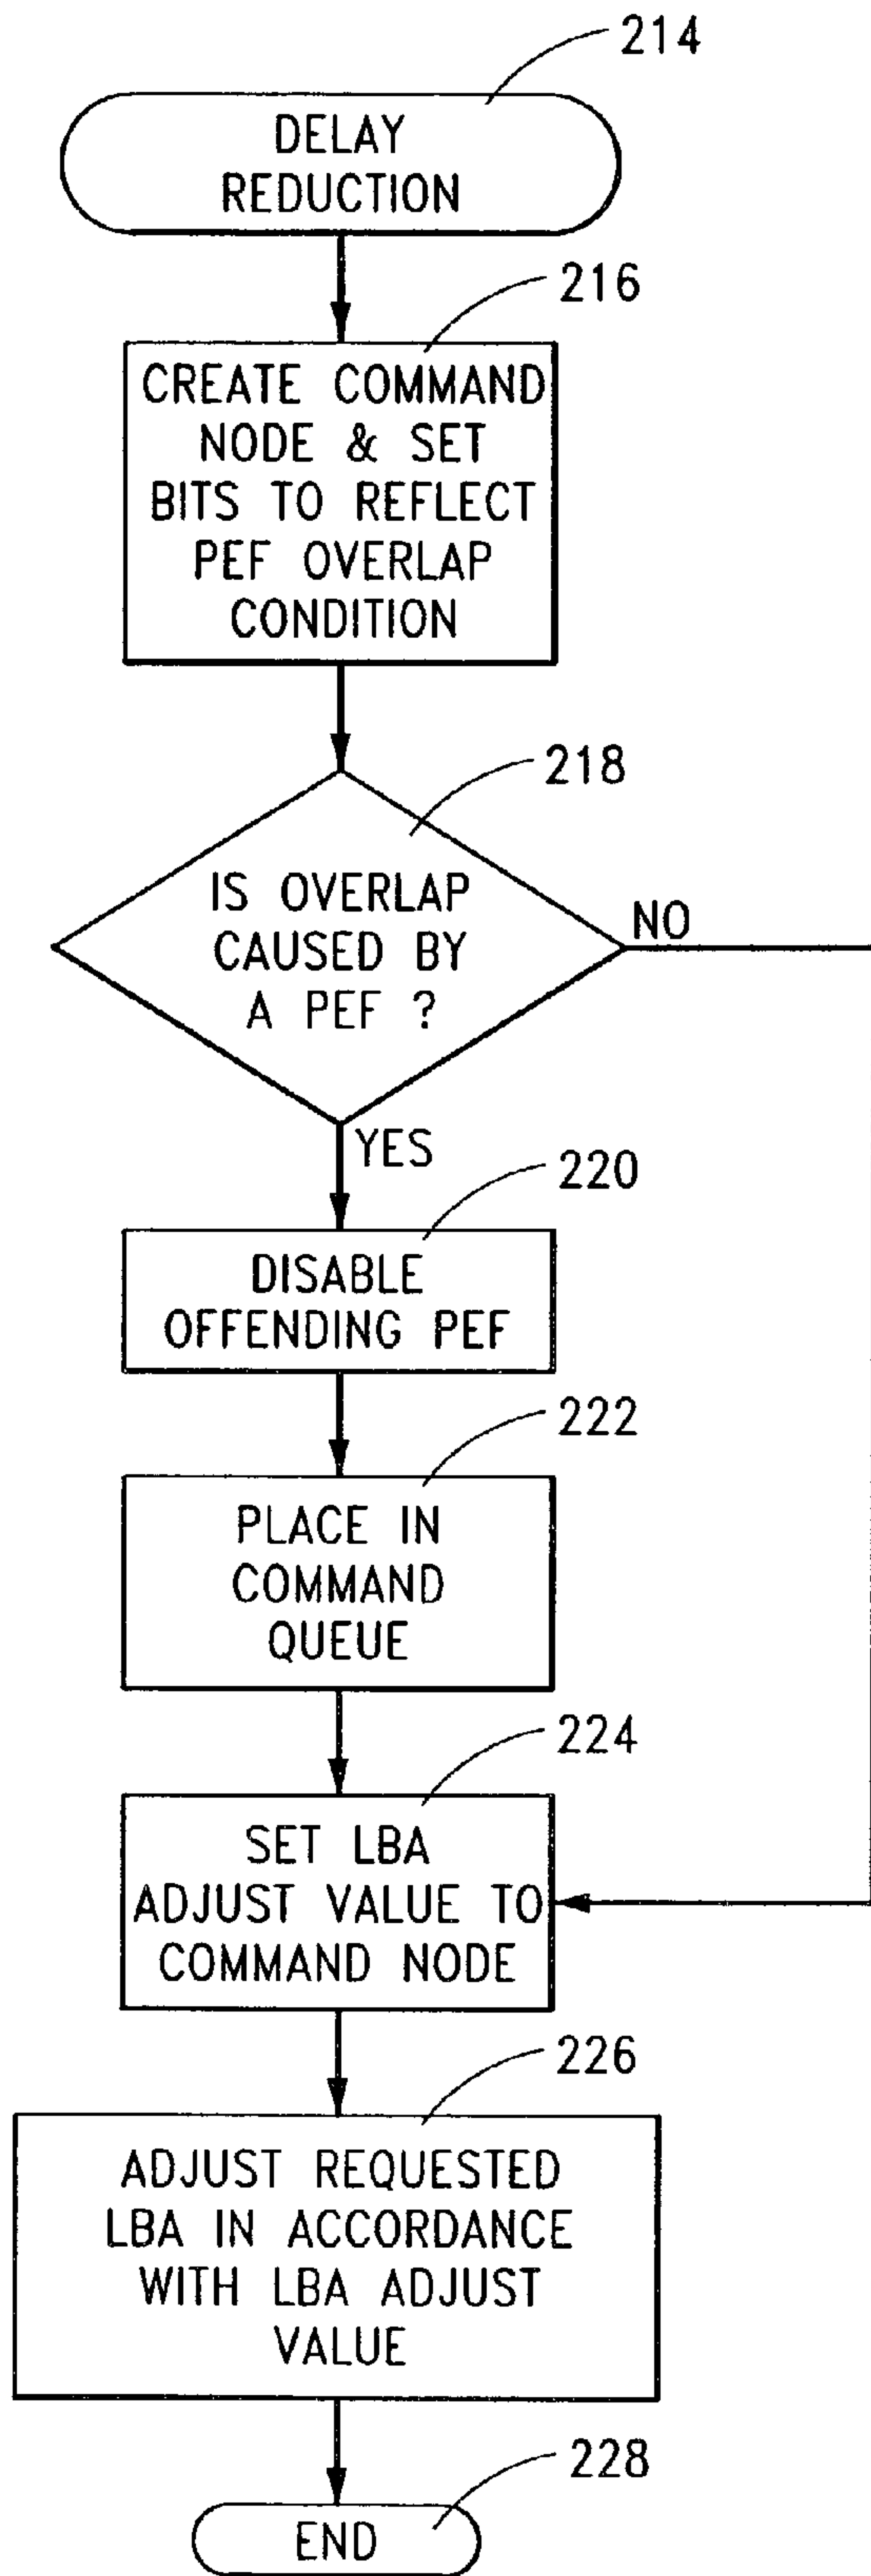 214
DELAY
REDUCTION
216
CREATE COMMAND
NODE & SET
BITS TO REFLECT
PEF OVERLAP
CONDITION
218
IS OVERLAP
CAUSED BY
A PEF ?
NO
YES
220
DISABLE
OFFENDING PEF
222
PLACE IN
COMMAND
QUEUE
224
SET LBA
ADJUST VALUE TO
COMMAND NODE
226
ADJUST REQUESTED
LBA IN ACCORDANCE
WITH LBA ADJUST
VALUE
228
END